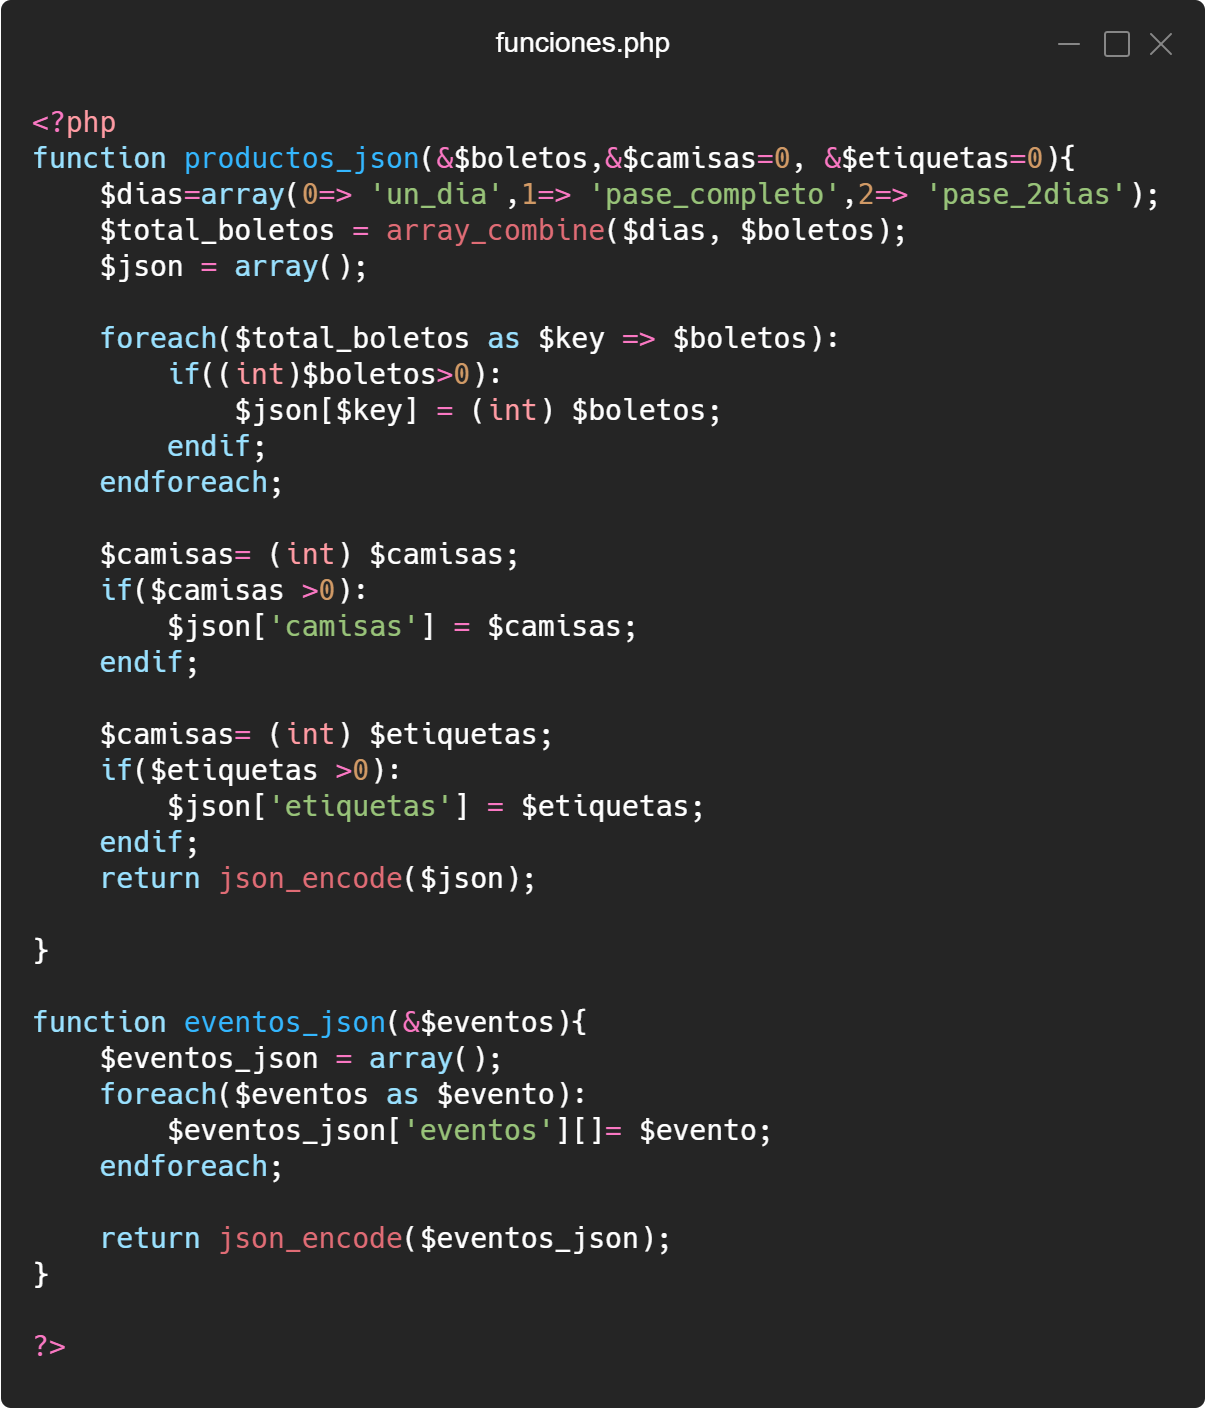 funciones.php
<?php
function productos_json(&$boletos,&$camisas=0, &$etiquetas=0){
    $dias=array(0=> 'un_dia',1=> 'pase_completo',2=> 'pase_2dias');
    $total_boletos = array_combine($dias, $boletos);
    $json = array();

    foreach($total_boletos as $key => $boletos):
        if((int)$boletos>0):
            $json[$key] = (int) $boletos;
        endif;
    endforeach;

    $camisas= (int) $camisas;
    if($camisas >0):
        $json['camisas'] = $camisas;
    endif;

    $camisas= (int) $etiquetas;
    if($etiquetas >0):
        $json['etiquetas'] = $etiquetas;
    endif;
    return json_encode($json);

}

function eventos_json(&$eventos){
    $eventos_json = array();
    foreach($eventos as $evento):
        $eventos_json['eventos'][]= $evento;
    endforeach;

    return json_encode($eventos_json);
}

?>